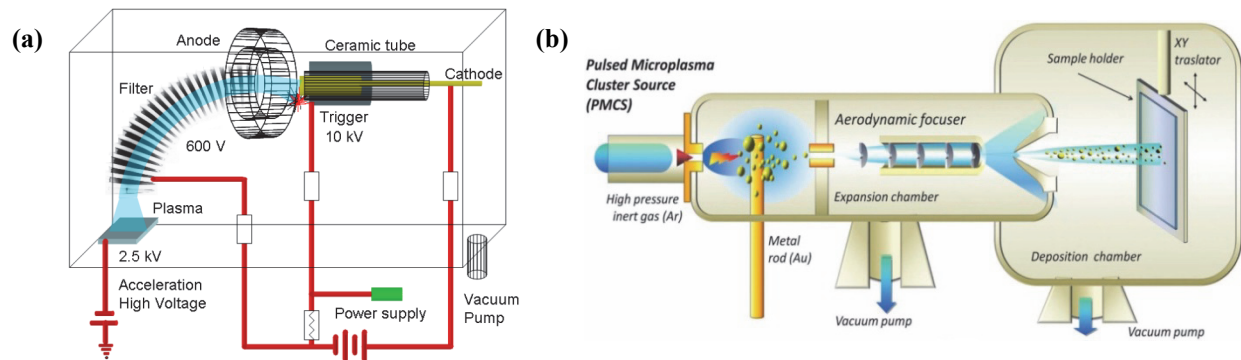 (a)
Anode
Ceramic tube
Cathode
Filter
Trigger
10 kV
600 V
Plasma
2.5 kV
Acceleration
High Voltage
Power supply
Vacuum
Pump
(b)
Pulsed Microplasma
Cluster Source
(PMCS)
XY
traslator
Sample holder
Aerodynamic focuser
High pressure
inert gas (Ar)
Expansion chamber
Metal
rod (Au)
Deposition chamber
Vacuum pump
Vacuum pump